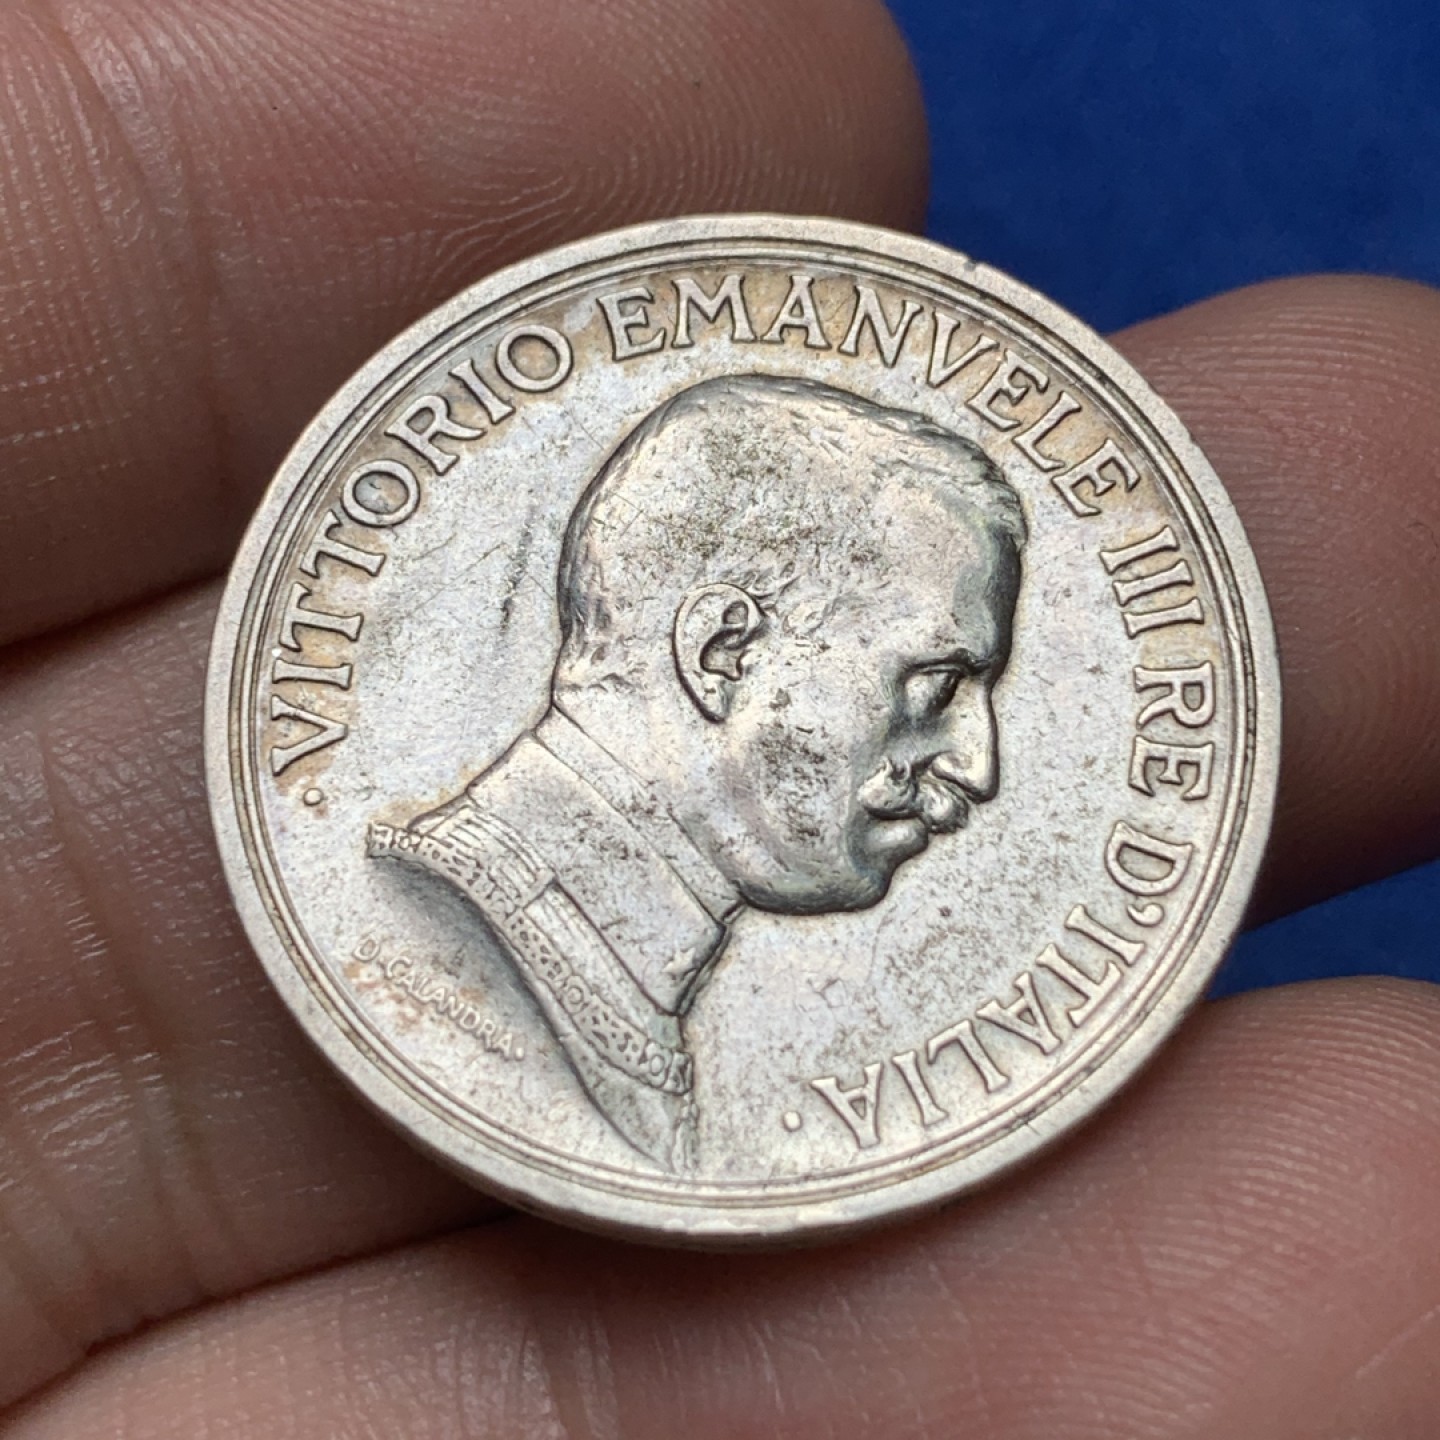 · VITTORIO EMANVELE III RE D'ITALIA ·
D· CALANDRA·